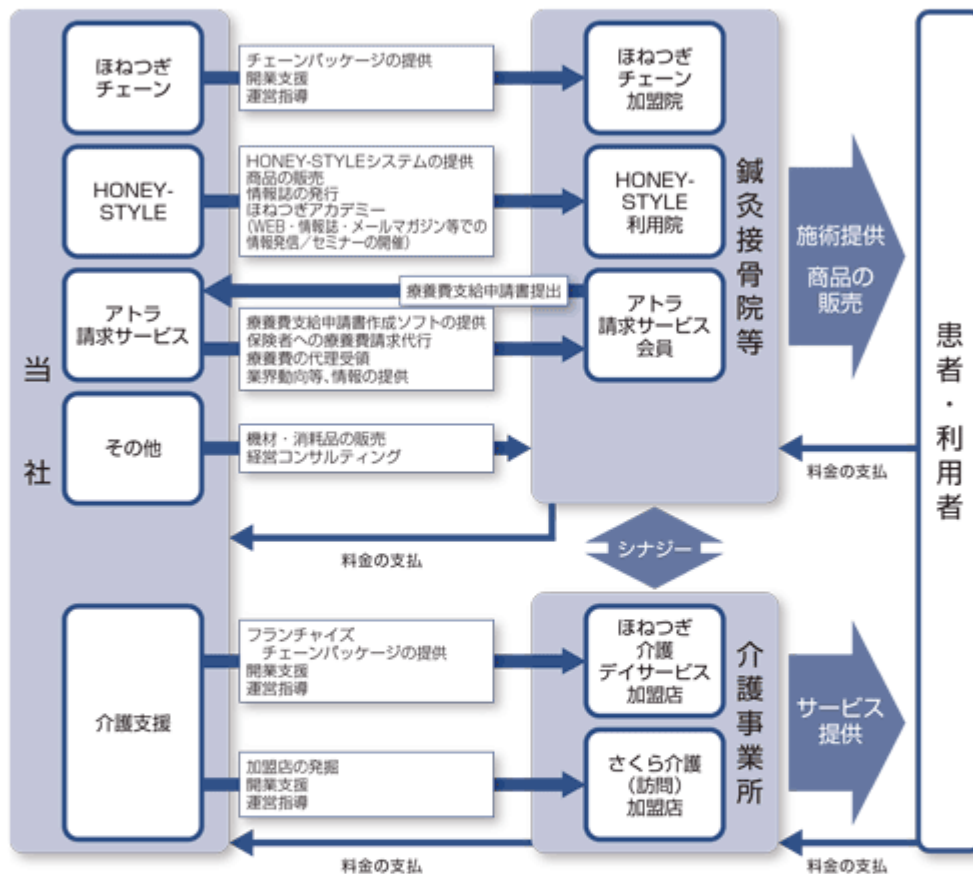 当社
ほねつぎ
チェーン
チェーンパッケージの提供
開業支援
運営指導
ほねつぎ
チェーン
加盟院
HONEY-
STYLE
HONEY-STYLEシステムの提供
商品の販売
情報誌の発行
ほねつぎアカデミー
(WEB・情報誌・メールマガジン等での
情報発信/セミナーの開催)
HONEY-
STYLE
利用院
アトラ
請求サービス
療養費支給申請書提出
療養費支給申請書作成ソフトの提供
保険者への療養費請求代行
療養費の代理受領
業界動向等、情報の提供
アトラ
請求サービス
会員
その他
機材・消耗品の販売
経営コンサルティング
鍼灸接骨院等
施術提供
商品の
販売
患者・利用者
料金の支払
料金の支払
シナジー
介護支援
フランチャイズ
チェーンパッケージの提供
開業支援
運営指導
ほねつぎ
介護
デイサービス
加盟店
加盟店の発掘
開業支援
運営指導
さくら介護
(訪問)
加盟店
介護事業所
サービス
提供
料金の支払
料金の支払